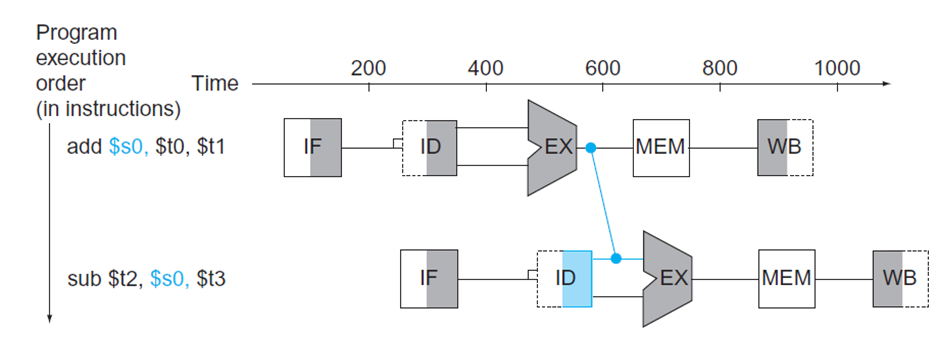 Program
execution
order
(in instructions)
Time
200 400 600 800 1000
add $s0, $t0, $t1
IF ID EX MEM WB
sub $t2, $s0, $t3
IF ID EX MEM WB